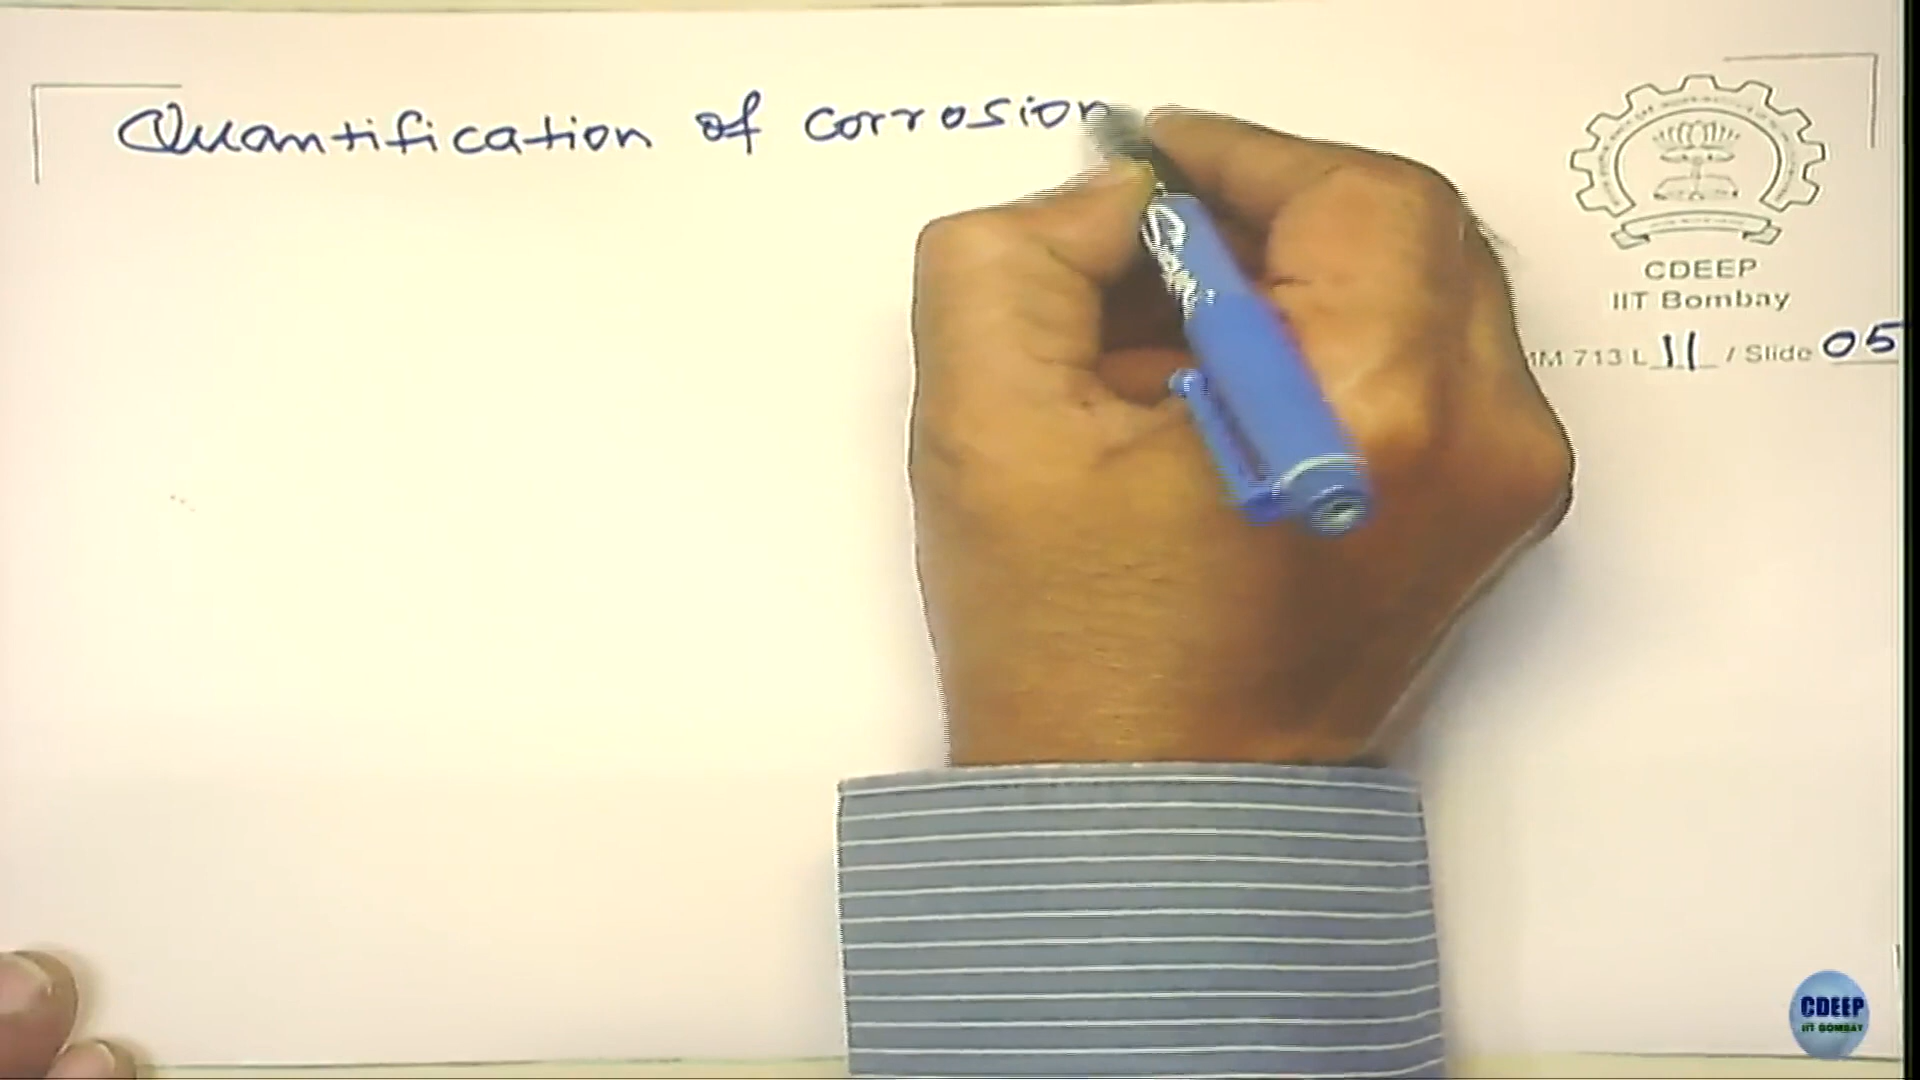 Quantification of corrosion
CDEEP
IIT Bombay
MM 713 L 11 / Slide 05
CDEEP
IIT BOMBAY